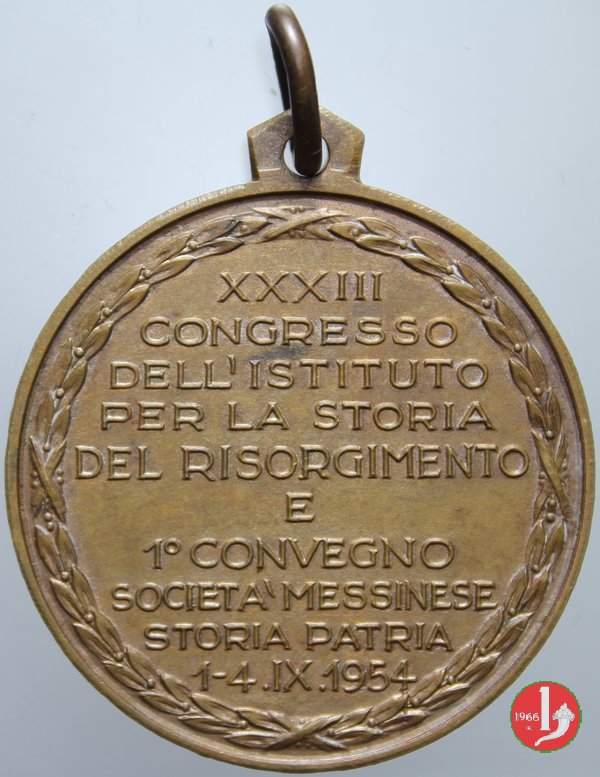 XXXIII
CONGRESSO
DELL'ISTITUTO
PER LA STORIA
DEL RISORGIMENTO
E
1° CONVEGNO
SOCIETA' MESSINESE
STORIA PATRIA
1-4.IX.1954
1966
R